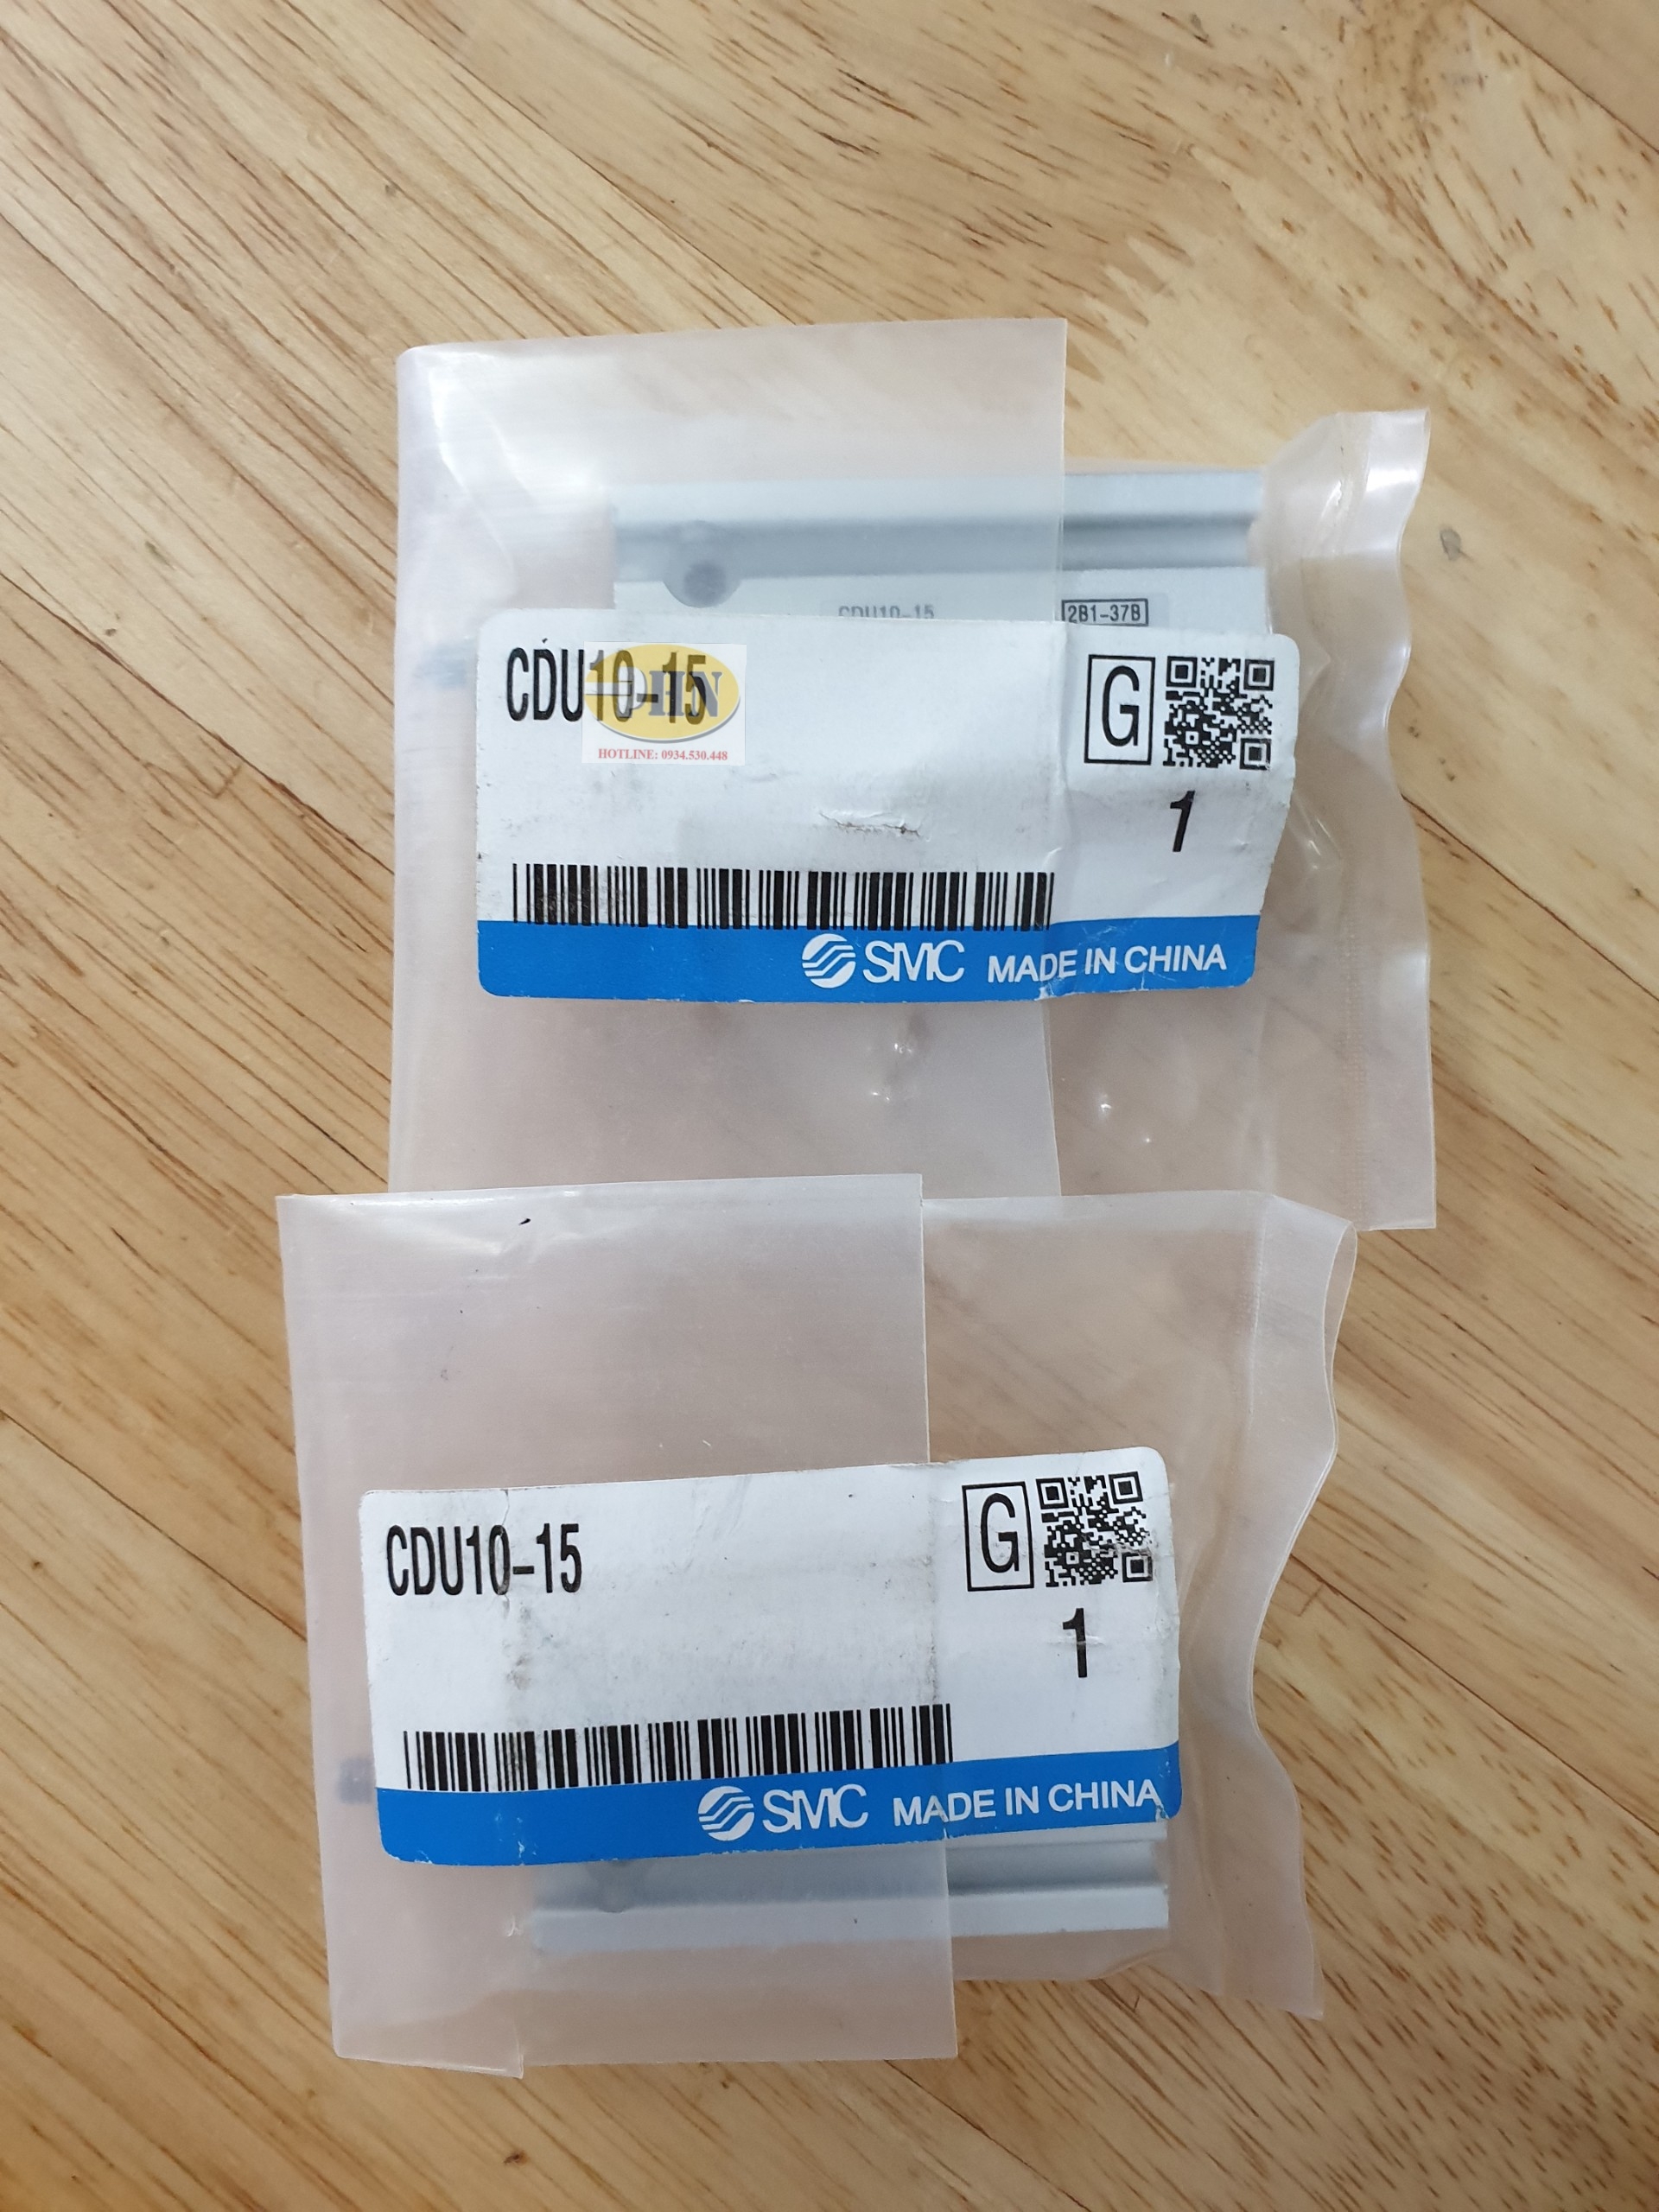 CDU10-15
2B1-37B
CDU10-15
HN
HOTLINE: 0934.530.448
G
1
SMC MADE IN CHINA
CDU10-15
G
1
SMC MADE IN CHINA